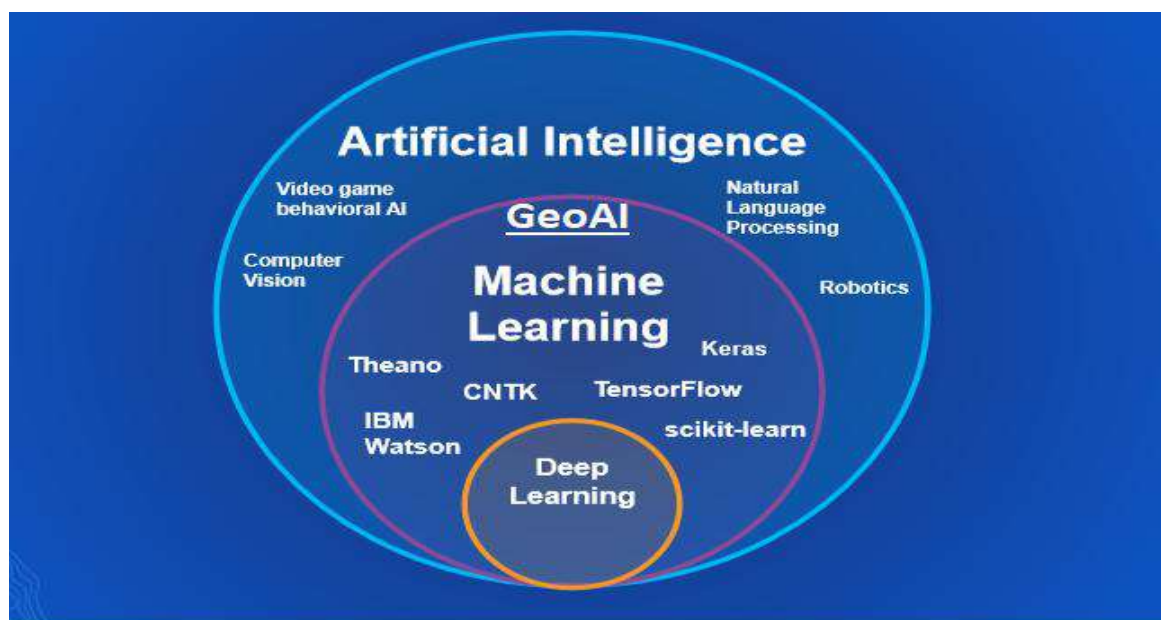 Artificial Intelligence
Video game
behavioral AI
Natural
Language
Processing
GeoAI
Computer
Vision
Machine
Learning
Robotics
Theano
Keras
CNTK
TensorFlow
IBM
Watson
scikit-learn
Deep
Learning